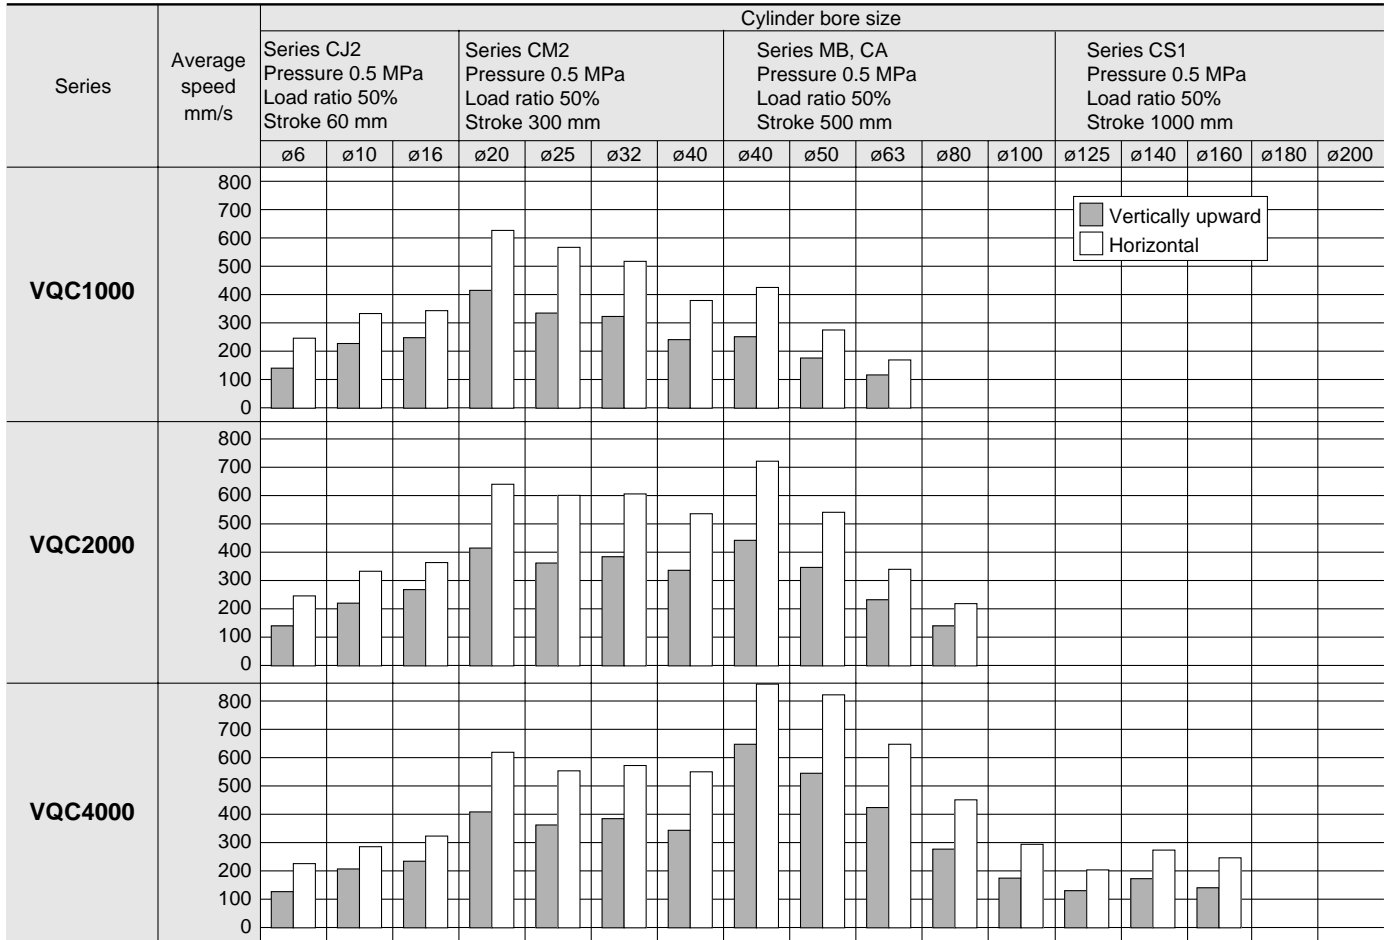 Cylinder bore size
Series
Average
speed
mm/s
Series CJ2
Pressure 0.5 MPa
Load ratio 50%
Stroke 60 mm
Series CM2
Pressure 0.5 MPa
Load ratio 50%
Stroke 300 mm
Series MB, CA
Pressure 0.5 MPa
Load ratio 50%
Stroke 500 mm
Series CS1
Pressure 0.5 MPa
Load ratio 50%
Stroke 1000 mm
ø6 ø10 ø16 ø20 ø25 ø32 ø40 ø40 ø50 ø63 ø80 ø100 ø125 ø140 ø160 ø180 ø200
VQC1000
800
700
600
500
400
300
200
100
0
Vertically upward
Horizontal
VQC2000
800
700
600
500
400
300
200
100
0
VQC4000
800
700
600
500
400
300
200
100
0